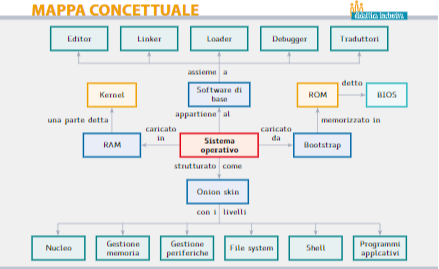 MAPPA CONCETTUALE
didattica inclusiva
Editor
Linker
Loader
Debugger
Traduttori
assieme a
Kernel
Software di
base
ROM
detto
BIOS
una parte detta
appartiene al
memorizzato in
RAM
caricato
in
Sistema
operativo
caricato
da
Bootstrap
strutturato come
Onion skin
con i livelli
Nucleo
Gestione
memoria
Gestione
periferiche
File system
Shell
Programmi
applicativi